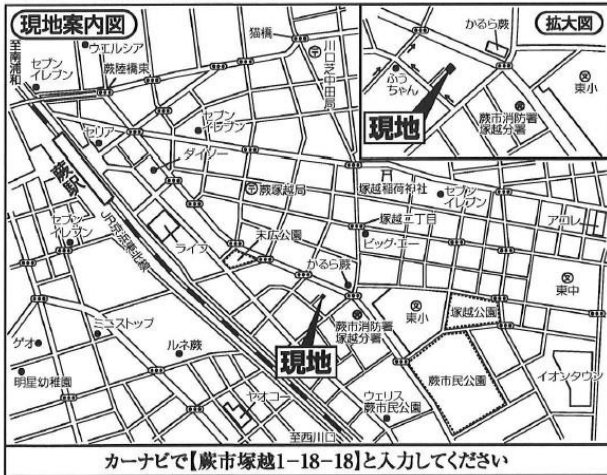 現地案内図
至南浦和
ウエルシア
セブン
イレブン
蕨陸橋東
猫橋
川口芝中田局
セリア
セブン
イレブン
ダイソー
蕨駅
JR京浜東北線
セブン
イレブン
ライフ
蕨塚越局
末広公園
塚越稲荷神社
セブン
イレブン
塚越三丁目
ビッグ・エー
アコレ
かるら蕨
東小
塚越公園
東中
蕨市消防署
塚越分署
現地
蕨市民公園
イオンタウン
ミニストップ
ゲオ
ルネ蕨
明星幼稚園
ヤオコー
ウェリス
蕨市民公園
至西川口
拡大図
かるら蕨
ふう
ちゃん
東小
蕨市消防署
塚越分署
現地
カーナビで【蕨市塚越1-18-18】と入力してください